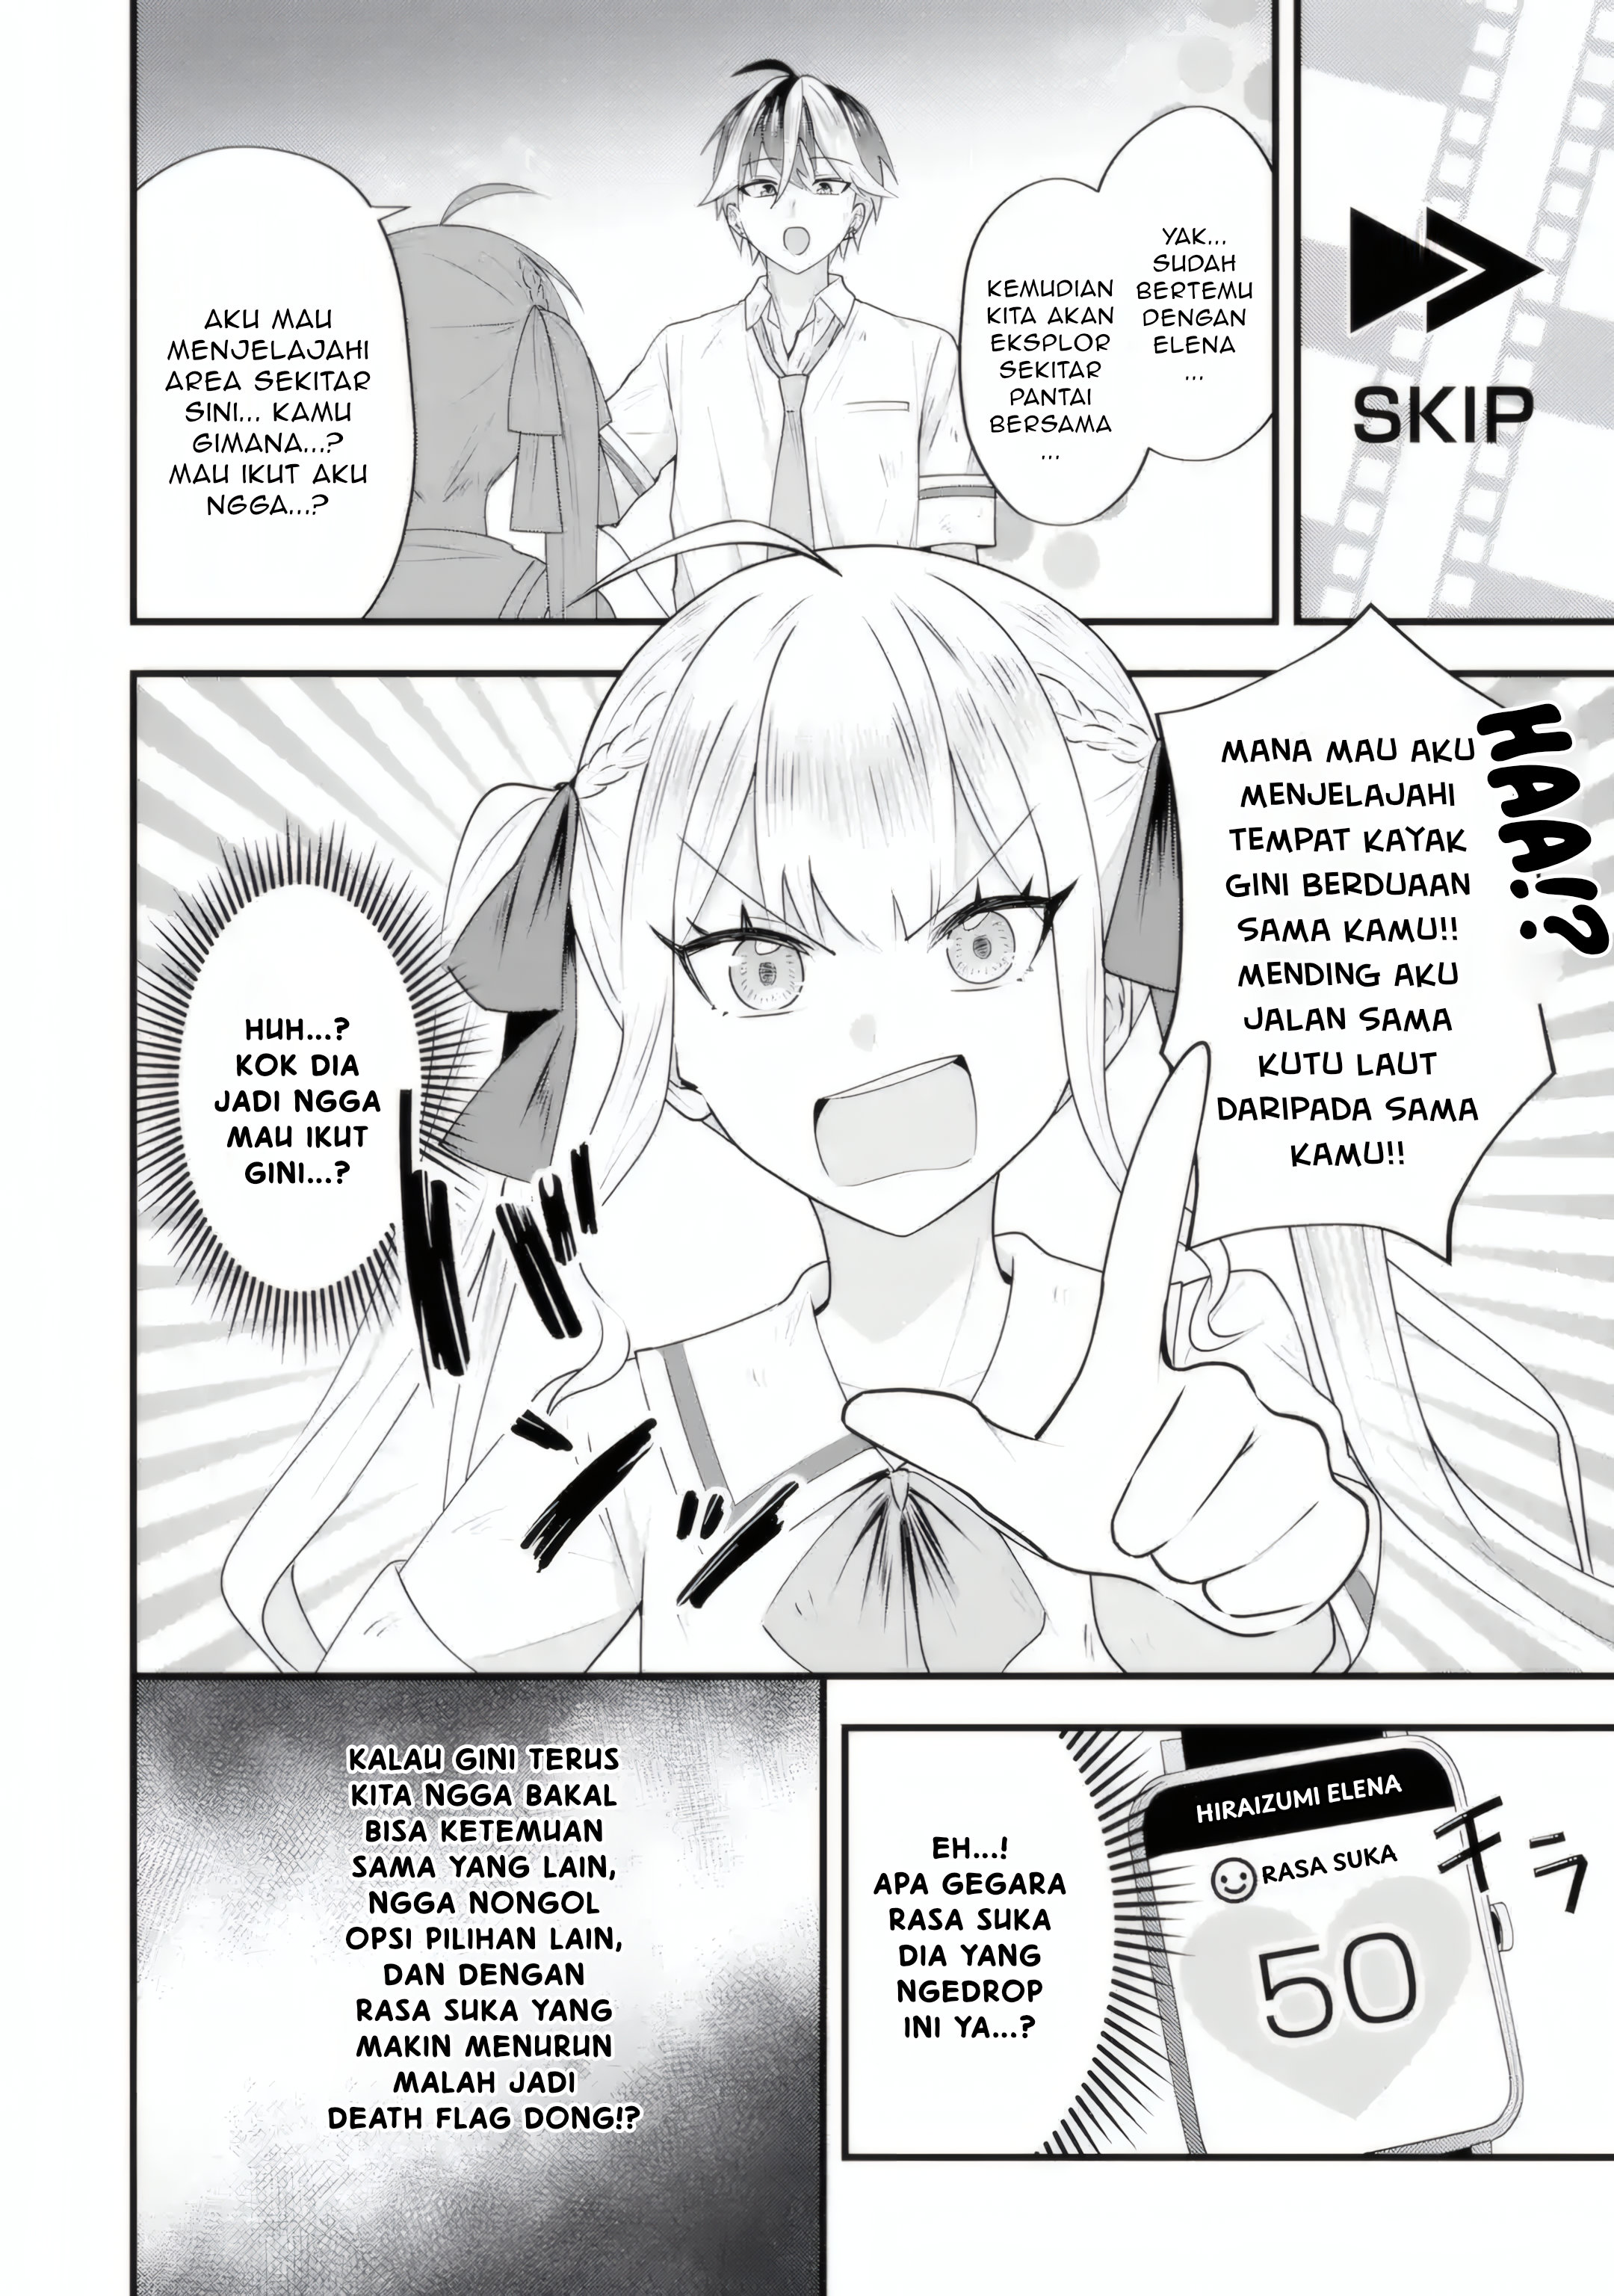 SKIP
YAK...
SUDAH
BERTEMU
DENGAN
ELENA
...
KEMUDIAN
KITA AKAN
EKSPLOR
SEKITAR
PANTAI
BERSAMA
...
AKU MAU
MENJELAJAHI
AREA SEKITAR
SINI... KAMU
GIMANA...?
MAU IKUT AKU
NGGA...?
HAA!?
MANA MAU AKU
MENJELAJAHI
TEMPAT KAYAK
GINI BERDUAAN
SAMA KAMU!!
MENDING AKU
JALAN SAMA
KUTU LAUT
DARIPADA SAMA
KAMU!!
HUH...?
KOK DIA
JADI NGGA
MAU IKUT
GINI...?
HIRAIZUMI ELENA
RASA SUKA
50
キラ
EH...!
APA GEGARA
RASA SUKA
DIA YANG
NGEDROP
INI YA...?
KALAU GINI TERUS
KITA NGGA BAKAL
BISA KETEMUAN
SAMA YANG LAIN,
NGGA NONGOL
OPSI PILIHAN LAIN,
DAN DENGAN
RASA SUKA YANG
MAKIN MENURUN
MALAH JADI
DEATH FLAG DONG!?